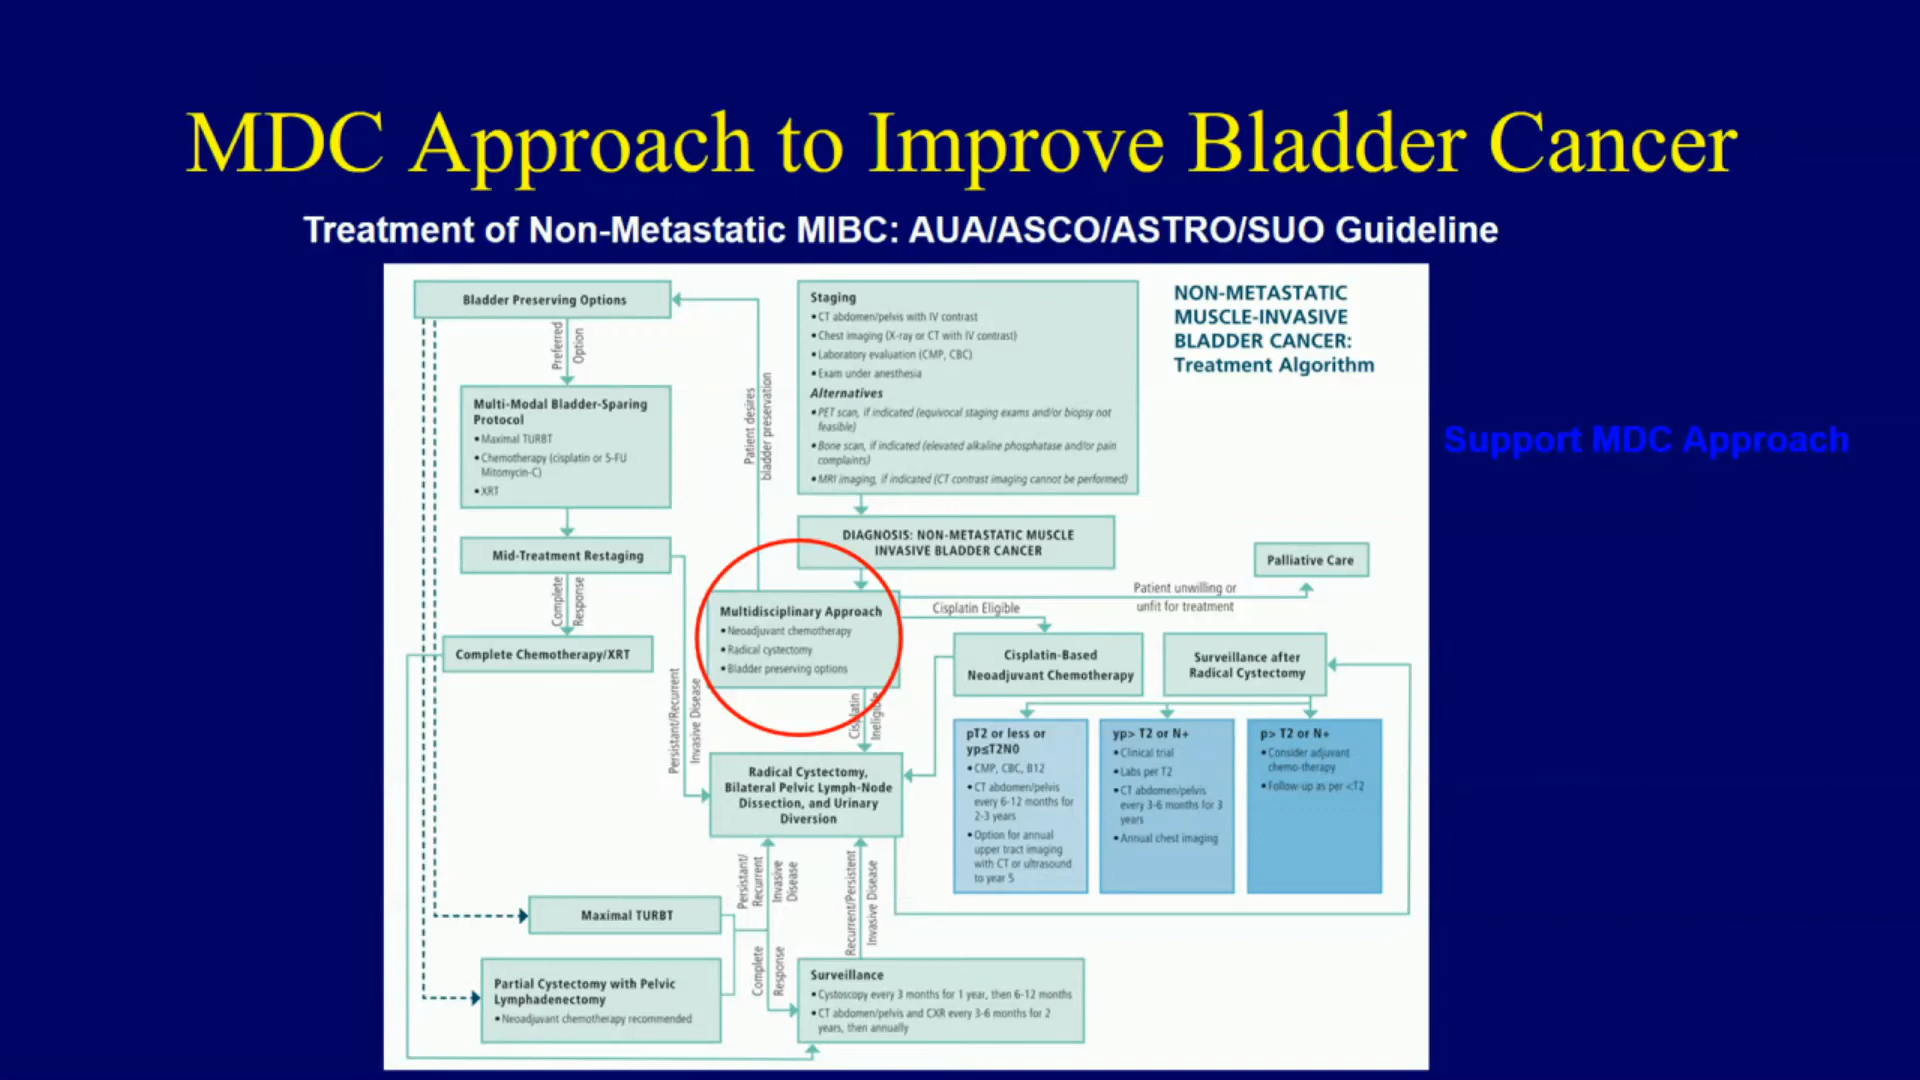 MDC Approach to Improve Bladder Cancer
Treatment of Non-Metastatic MIBC: AUA/ASCO/ASTRO/SUO Guideline
NON-METASTATIC
MUSCLE-INVASIVE
BLADDER CANCER:
Treatment Algorithm
Support MDC Approach
Bladder Preserving Options
Preferred
Option
Multi-Modal Bladder-Sparing
Protocol
•Maximal TURBT
•Chemotherapy (cisplatin or 5-FU
Mitomycin-C)
•XRT
Mid-Treatment Restaging
Complete
Response
Complete Chemotherapy/XRT
Patient desires
bladder preservation
Staging
•CT abdomen/pelvis with IV contrast
•Chest imaging (X-ray or CT with IV contrast)
•Laboratory evaluation (CMP, CBC)
•Exam under anesthesia
Alternatives
•PET scan, if indicated (equivocal staging exams and/or biopsy not
feasible)
•Bone scan, if indicated (elevated alkaline phosphatase and/or pain
complaints)
•MRI imaging, if indicated (CT contrast imaging cannot be performed)
DIAGNOSIS: NON-METASTATIC MUSCLE
INVASIVE BLADDER CANCER
Multidisciplinary Approach
•Neoadjuvant chemotherapy
•Radical cystectomy
•Bladder preserving options
Patient unwilling or
unfit for treatment
Palliative Care
Cisplatin Eligible
Cisplatin-Based
Neoadjuvant Chemotherapy
Surveillance after
Radical Cystectomy
Cisplatin
Ineligible
Persistant/Recurrent
Invasive Disease
Radical Cystectomy,
Bilateral Pelvic Lymph-Node
Dissection, and Urinary
Diversion
pT2 or less or
yp≤T2N0
•CMP, CBC, B12
•CT abdomen/pelvis
every 6-12 months for
2-3 years
•Option for annual
upper tract imaging
with CT or ultrasound
to year 5
yp> T2 or N+
•Clinical trial
•Labs per T2
•CT abdomen/pelvis
every 3-6 months for 3
years
•Annual chest imaging
p> T2 or N+
•Consider adjuvant
chemo-therapy
•Follow-up as per <T2
Persistant/
Recurrent
Invasive
Disease
Recurrent/Persistent
Invasive Disease
Maximal TURBT
Complete
Response
Partial Cystectomy with Pelvic
Lymphadenectomy
•Neoadjuvant chemotherapy recommended
Surveillance
•Cystoscopy every 3 months for 1 year, then 6-12 months
•CT abdomen/pelvis and CXR every 3-6 months for 2
years, then annually